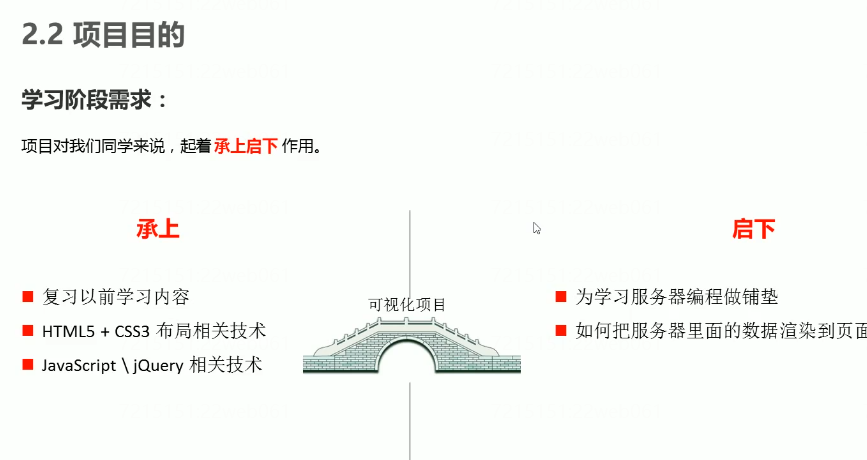 2.2 项目目的
学习阶段需求：
项目对我们同学来说，起着承上启下 作用。
承上
启下
复习以前学习内容
HTML5 + CSS3 布局相关技术
JavaScript \ jQuery 相关技术
可视化项目
为学习服务器编程做铺垫
如何把服务器里面的数据渲染到页面